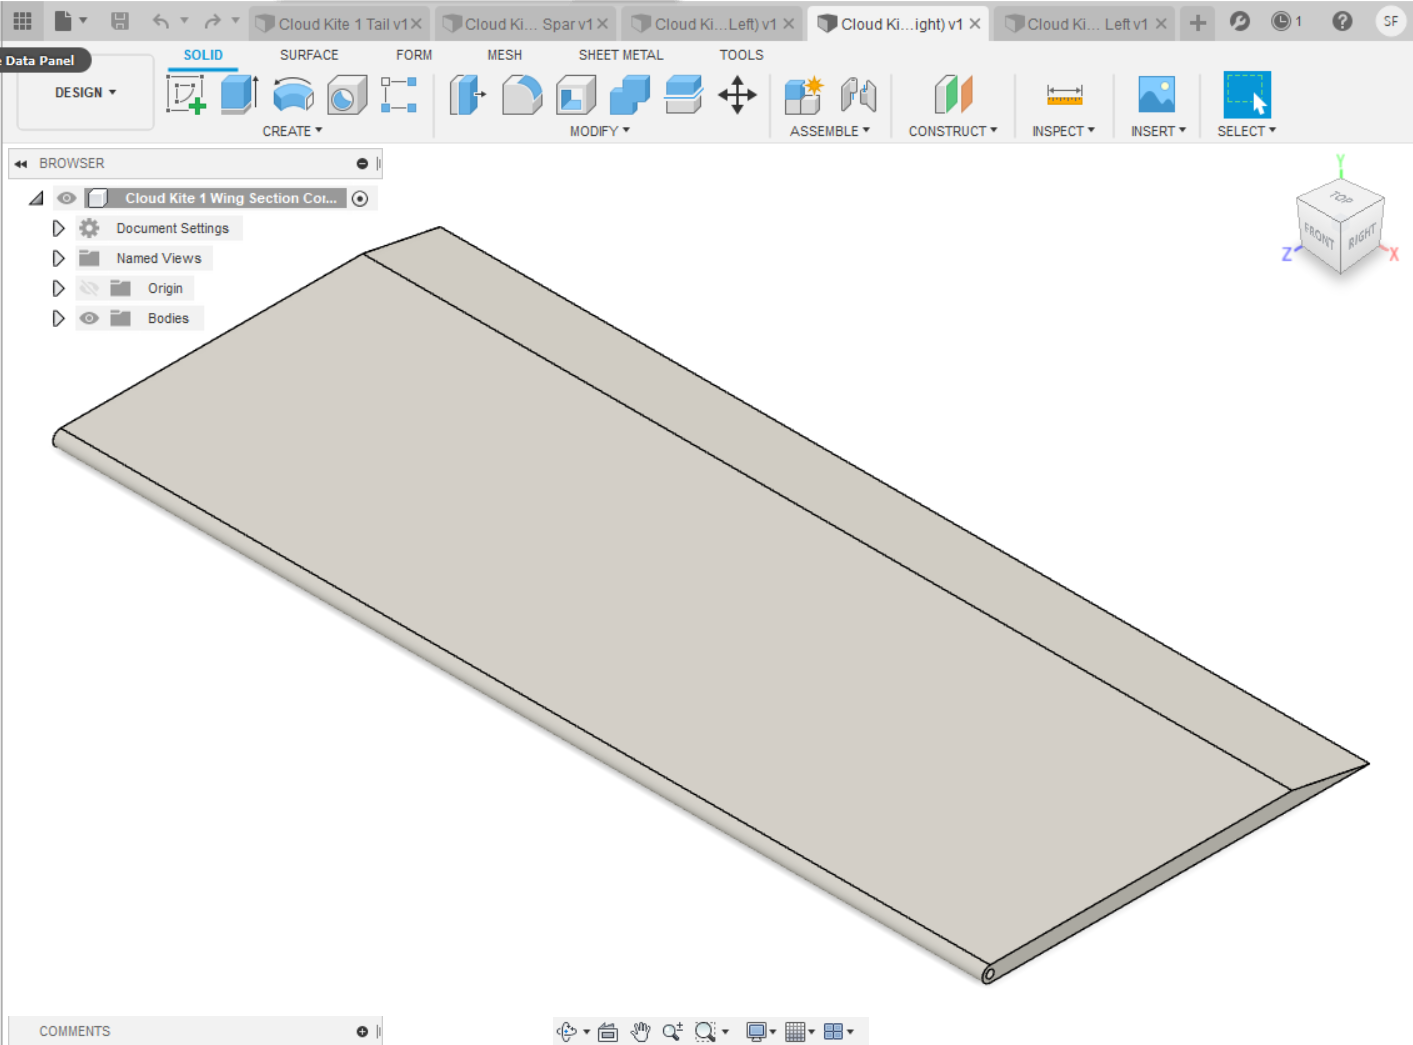 Cloud Kite 1 Tail v1
Cloud Ki... Spar v1
Cloud Ki...Left) v1
Cloud Ki...ight) v1
Cloud Ki... Left v1
1
SF
Data Panel
SOLID
SURFACE
FORM
MESH
SHEET METAL
TOOLS
DESIGN
CREATE
MODIFY
ASSEMBLE
CONSTRUCT
INSPECT
INSERT
SELECT
BROWSER
Cloud Kite 1 Wing Section Cor...
Document Settings
Named Views
Origin
Bodies
Y
TOP
FRONT
RIGHT
Z
X
COMMENTS